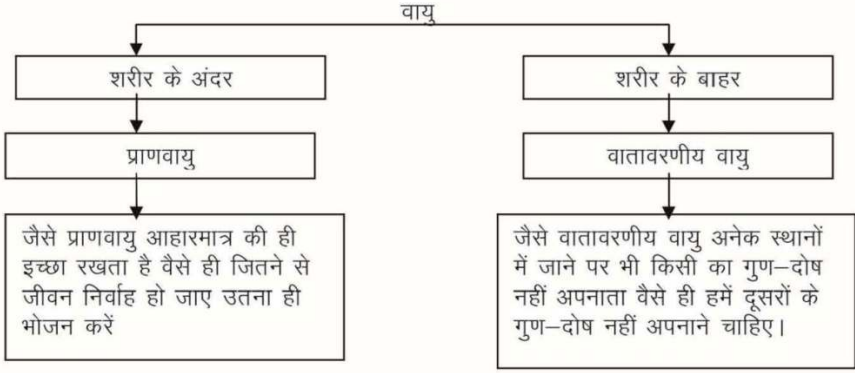 वायु
शरीर के अंदर
शरीर के बाहर
प्राणवायु
वातावरणीय वायु
जैसे प्राणवायु आहारमात्र की ही
इच्छा रखता है वैसे ही जितने से
जीवन निर्वाह हो जाए उतना ही
भोजन करें
जैसे वातावरणीय वायु अनेक स्थानों
में जाने पर भी किसी का गुण–दोष
नहीं अपनाता वैसे ही हमें दूसरों के
गुण–दोष नहीं अपनाने चाहिए।